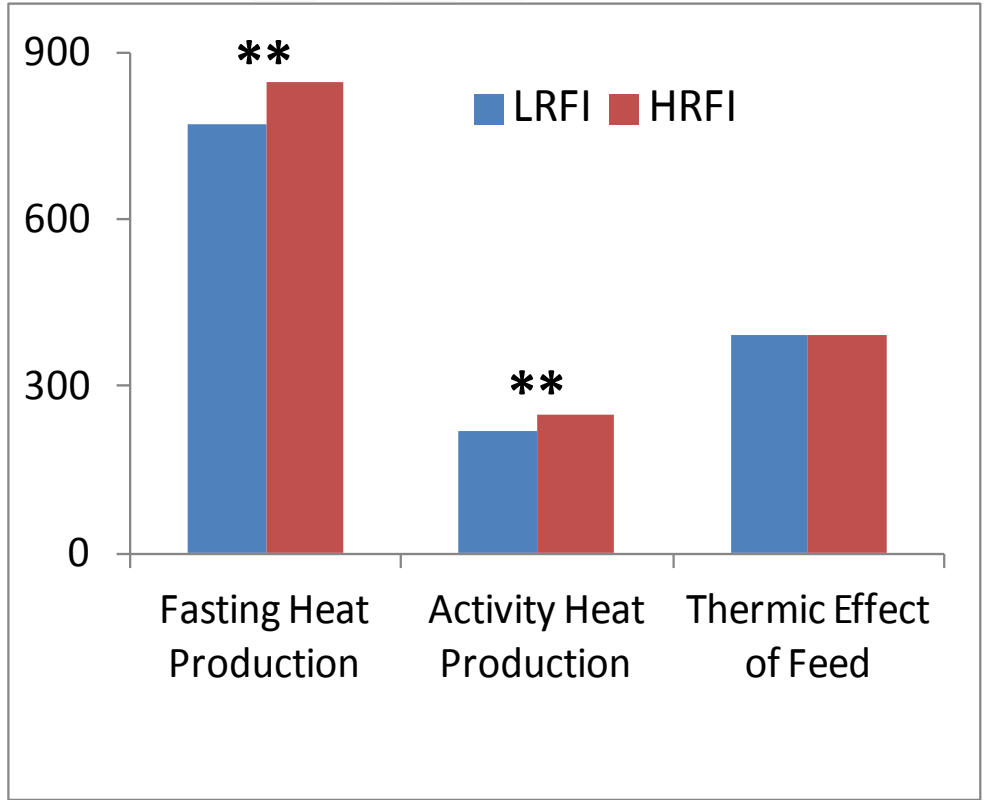 900
**
LRFI HRFI
600
300
**
0
Fasting Heat
Production
Activity Heat
Production
Thermic Effect
of Feed